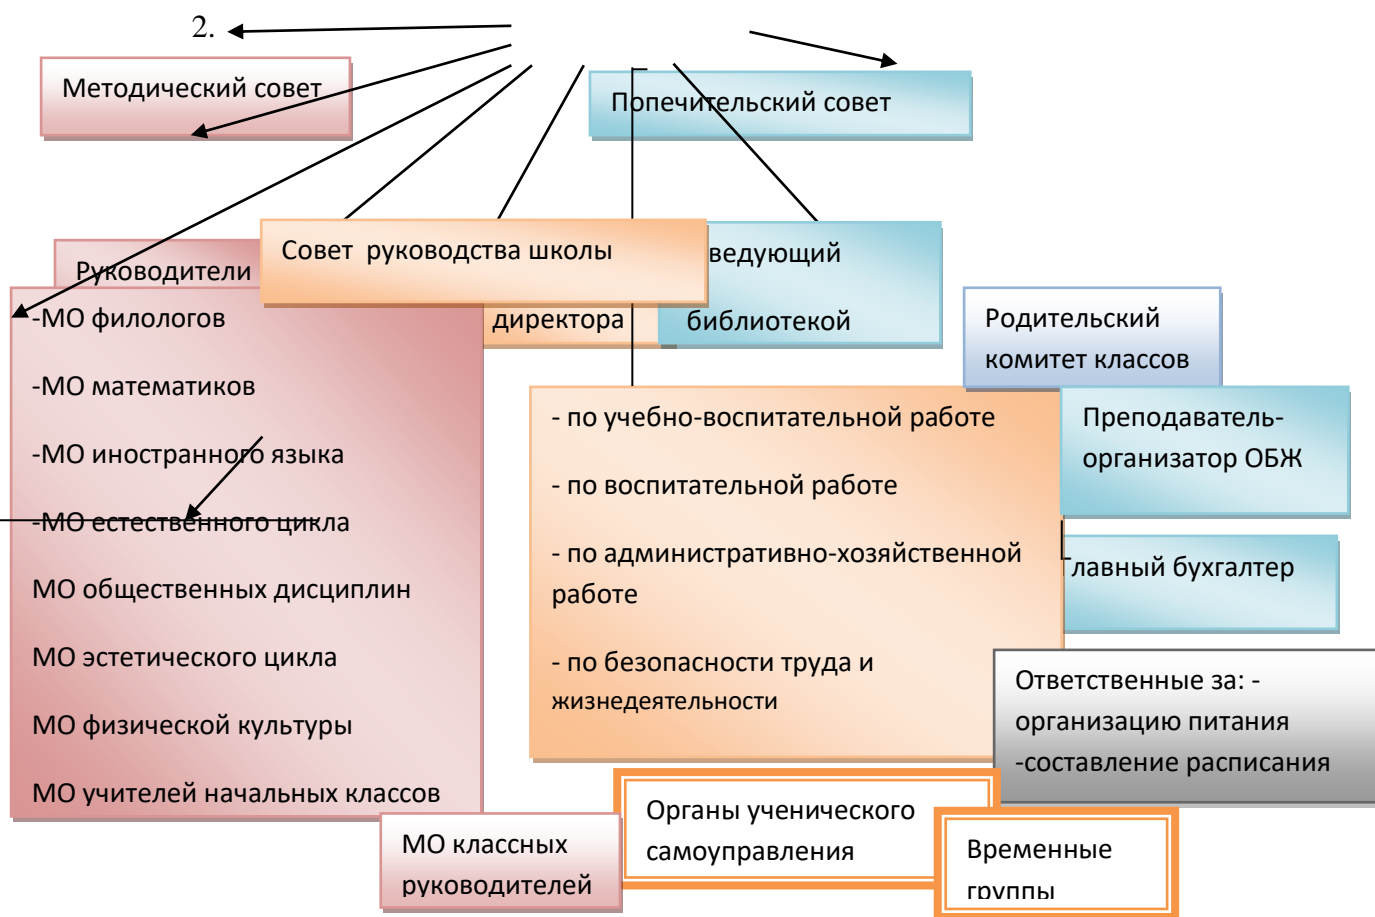 2.
Методический совет
Попечительский совет
Совет руководства школы
Руководители
ведующий
директора
библиотекой
-МО филологов
-МО математиков
-МО иностранного языка
-МО естественного цикла
МО общественных дисциплин
МО эстетического цикла
МО физической культуры
МО учителей начальных классов
Родительский
комитет классов
- по учебно-воспитательной работе
- по воспитательной работе
- по административно-хозяйственной
работе
- по безопасности труда и
жизнедеятельности
Преподаватель-
организатор ОБЖ
Главный бухгалтер
Ответственные за: -
организацию питания
-составление расписания
МО классных
руководителей
Органы ученического
самоуправления
Временные
группы